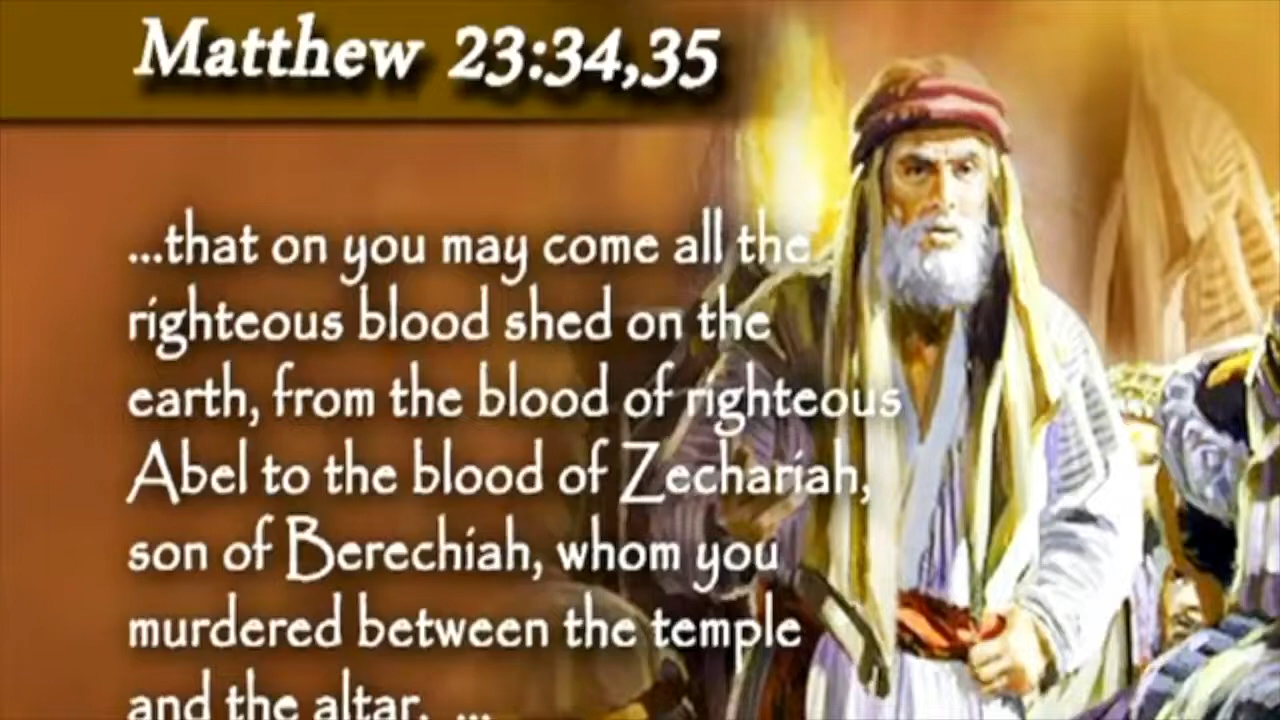 Matthew 23:34,35
...that on you may come all the
righteous blood shed on the
earth, from the blood of righteous
Abel to the blood of Zechariah,
son of Berechiah, whom you
murdered between the temple
and the altar. ...